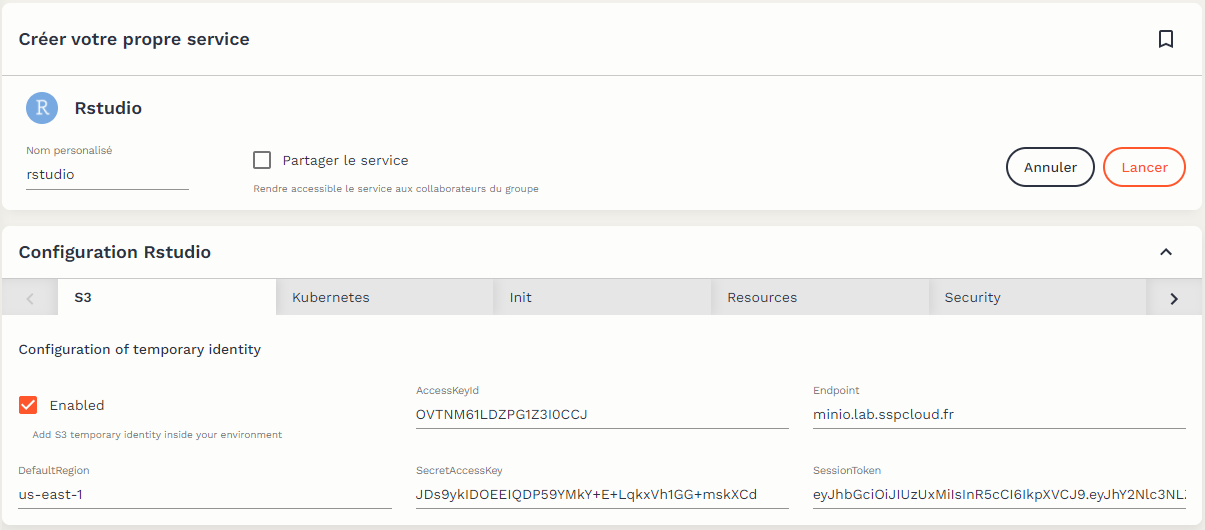 Créer votre propre service
R
Rstudio
Nom personalisé
rstudio
Partager le service
Rendre accessible le service aux collaborateurs du groupe
Annuler
Lancer
Configuration Rstudio
S3
Kubernetes
Init
Resources
Security
Configuration of temporary identity
Enabled
Add S3 temporary identity inside your environment
AccessKeyId
OVTNM61LDZPG1Z3I0CCJ
Endpoint
minio.lab.sspcloud.fr
DefaultRegion
us-east-1
SecretAccessKey
JDs9ykIDOEEIQDP59YMkY+E+LqkxVh1GG+mskXCd
SessionToken
eyJhbGciOiJIUzUxMiIsInR5cCI6IkpXVCJ9.eyJhY2Nlc3NL